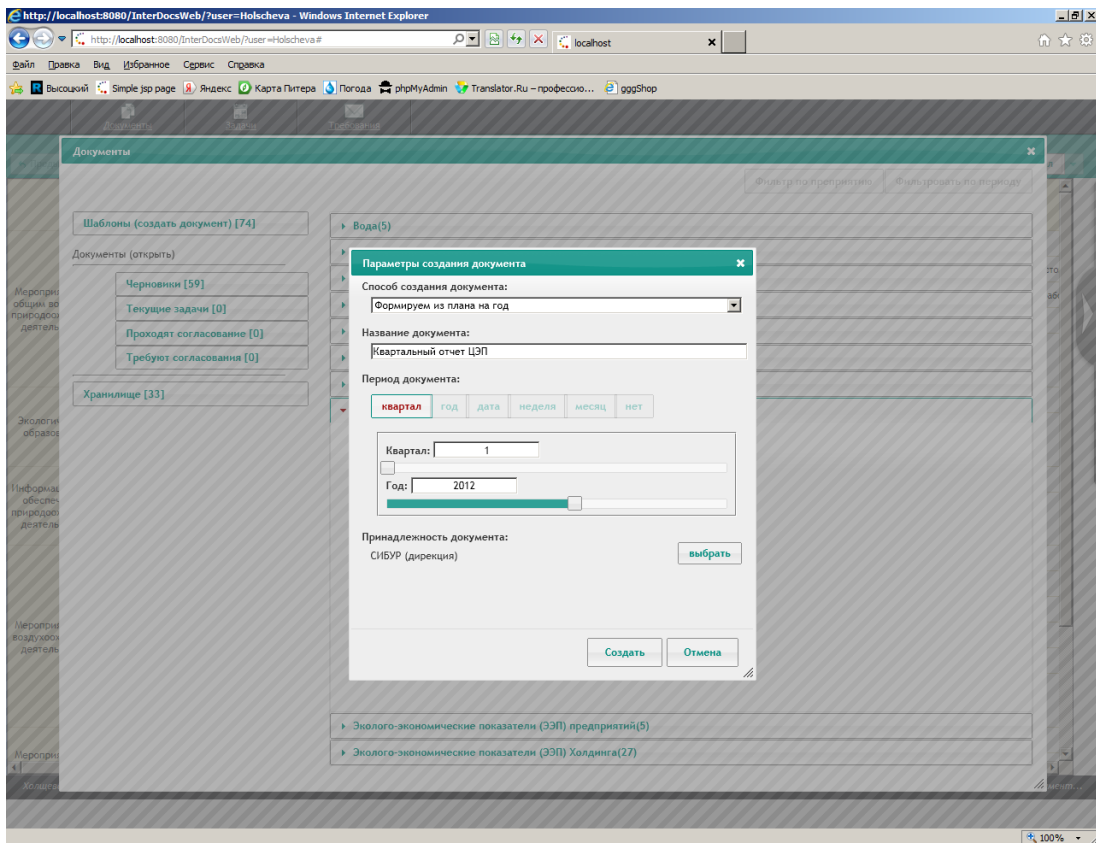 http://localhost:8080/InterDocsWeb/?user=Holscheva - Windows Internet Explorer
http://localhost:8080/InterDocsWeb/?user=Holscheva#
localhost
Файл Правка Вид Избранное Сервис Справка
Высоцкий Simple jsp page Яндекс Карта Питера Погода phpMyAdmin Translator.Ru – профессио... gggShop
Документы Задачи Требования
Документы
Фильтр по преприятию Фильтровать по периоду
Шаблоны (создать документ) [74]
Вода(5)
Документы (открыть)
Черновики [59]
Текущие задачи [0]
Проходят согласование [0]
Требуют согласования [0]
Хранилище [33]
Параметры создания документа
Способ создания документа:
Формируем из плана на год
Название документа:
Квартальный отчет ЦЭП
Период документа:
квартал год дата неделя месяц нет
Квартал: 1
Год: 2012
Принадлежность документа:
СИБУР (дирекция)
выбрать
Создать Отмена
Эколого-экономические показатели (ЭЭП) предприятий(5)
Эколого-экономические показатели (ЭЭП) Холдинга(27)
100%